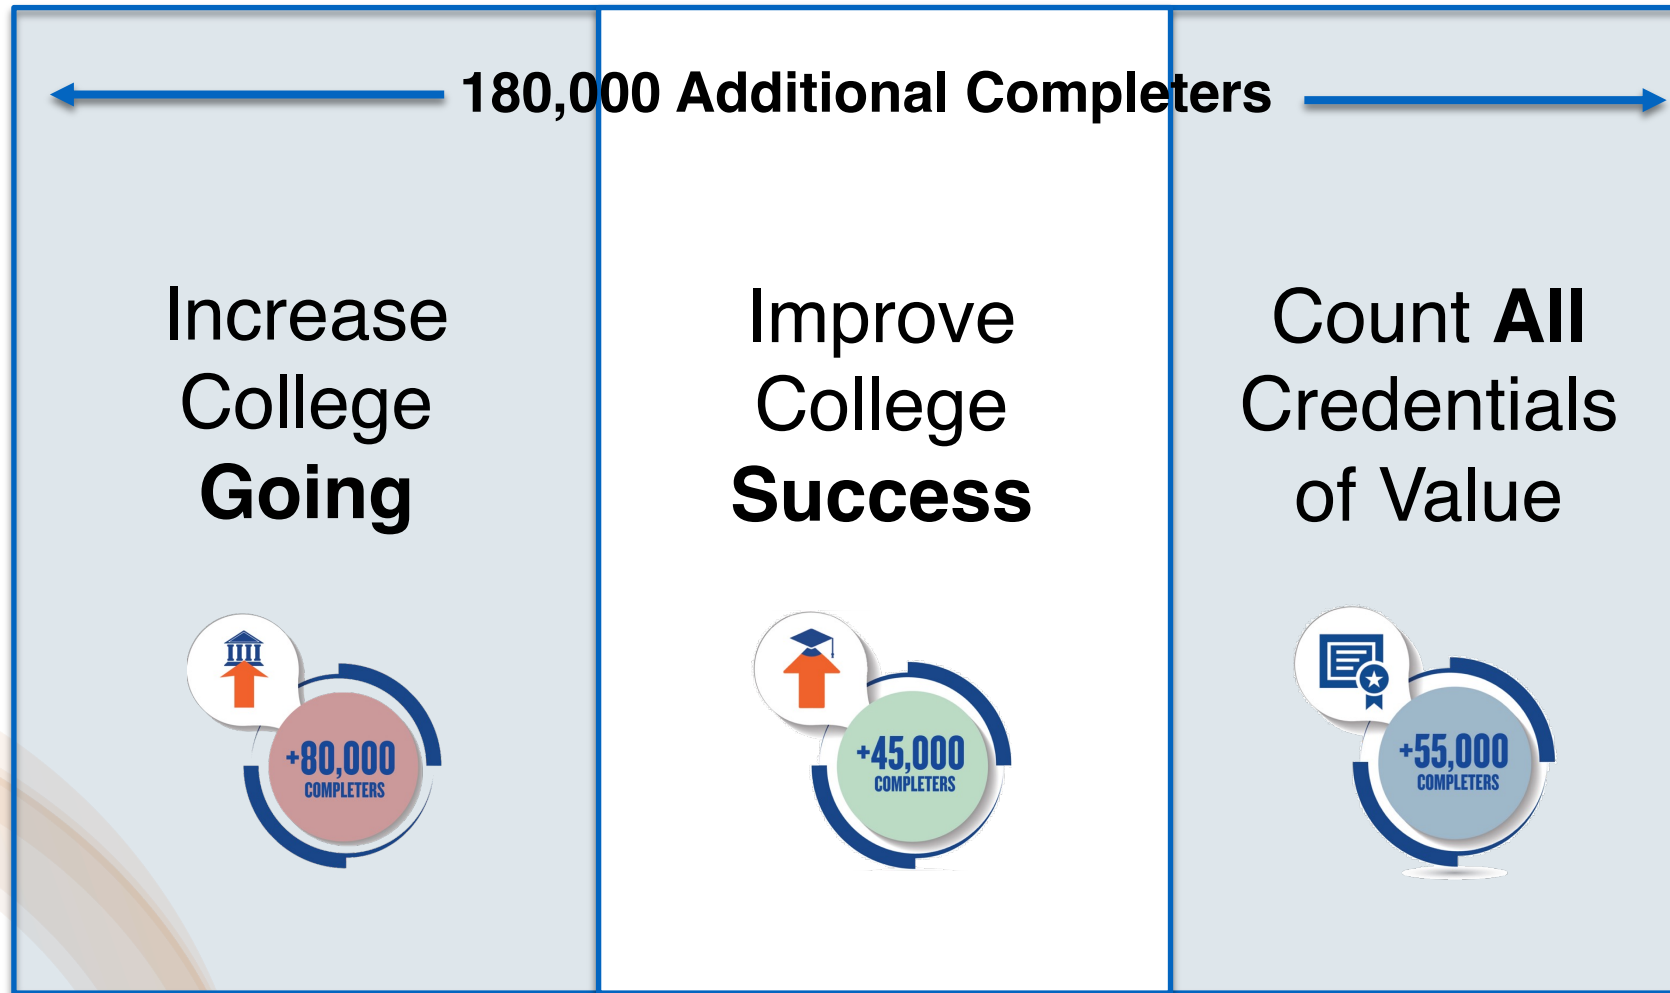 180,000 Additional Completers
Increase
College
Going
+80,000
COMPLETERS
Improve
College
Success
+45,000
COMPLETERS
Count All
Credentials
of Value
+55,000
COMPLETERS